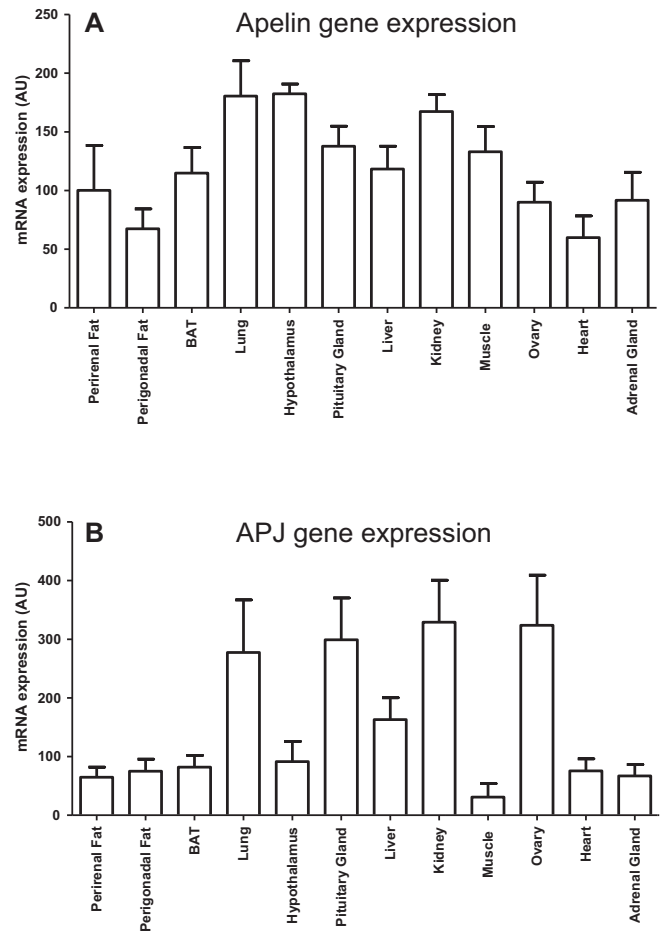 A
Apelin gene expression
mRNA expression (AU)
250
200
150
100
50
0
Perirenal Fat
Perigonadal Fat
BAT
Lung
Hypothalamus
Pituitary Gland
Liver
Kidney
Muscle
Ovary
Heart
Adrenal Gland
B
APJ gene expression
mRNA expression (AU)
500
400
300
200
100
0
Perirenal Fat
Perigonadal Fat
BAT
Lung
Hypothalamus
Pituitary Gland
Liver
Kidney
Muscle
Ovary
Heart
Adrenal Gland